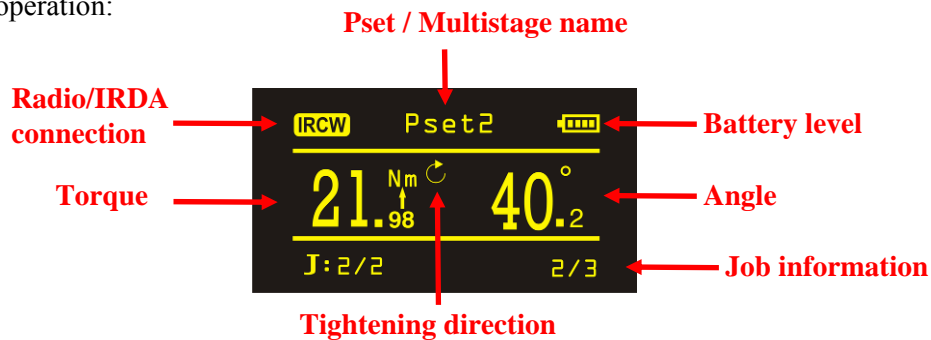 operation:
Pset / Multistage name
Radio/IRDA
connection
IRCW Pset2
Battery level
Torque
21.98 Nm 40.2°
Angle
J:2/2 2/3
Job information
Tightening direction